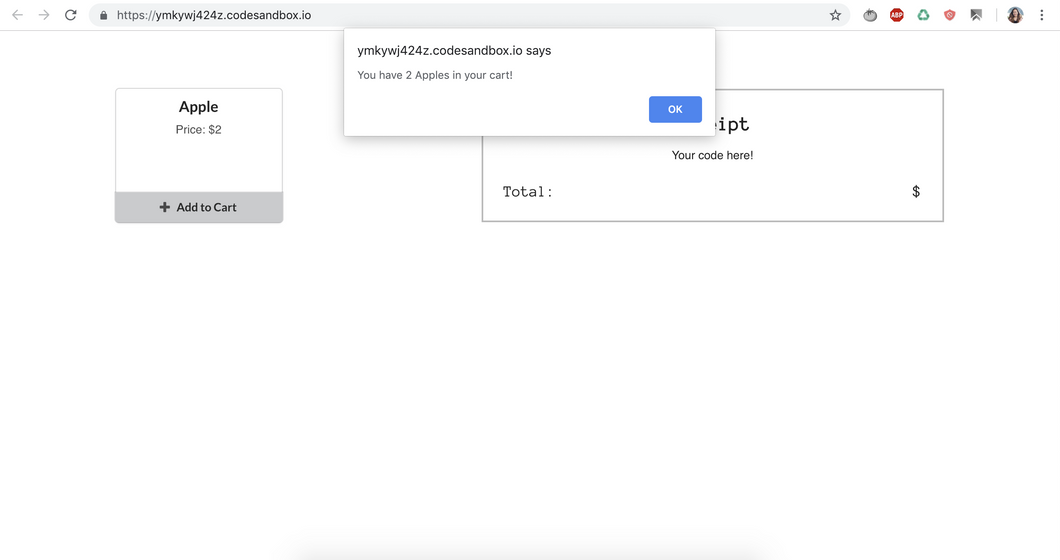 https://ymkywj424z.codesandbox.io
ABP
ymkywj424z.codesandbox.io says
You have 2 Apples in your cart!
OK
Apple
Price: $2
Add to Cart
eipt
Your code here!
Total: $